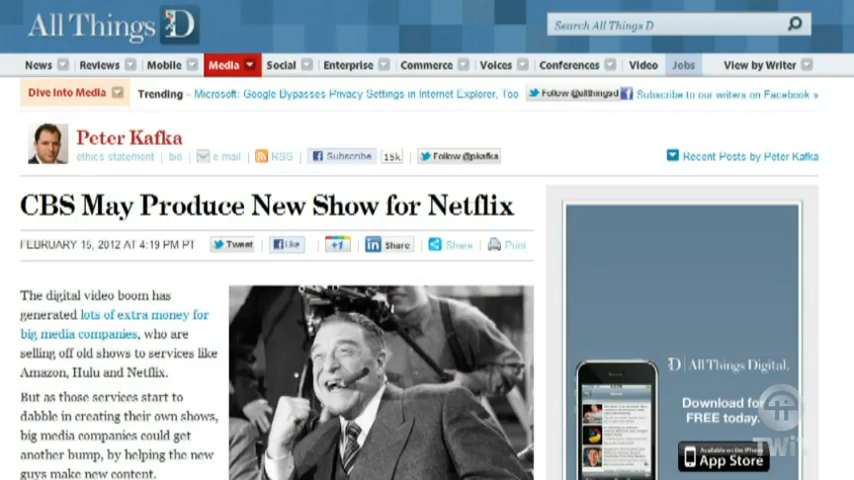 All Things D
Search All Things D
News Reviews Mobile Media Social Enterprise Commerce Voices Conferences Video Jobs View by Writer
Dive Into Media Trending - Microsoft: Google Bypasses Privacy Settings in Internet Explorer, Too Follow @allthingsd Subscribe to our writers on Facebook »
Peter Kafka
ethics statement | bio | e mail | RSS | Subscribe 15k | Follow @pkafka
Recent Posts by Peter Kafka
CBS May Produce New Show for Netflix
FEBRUARY 15, 2012 AT 4:19 PM PT Tweet Like +1 Share Share Print
The digital video boom has
generated lots of extra money for
big media companies, who are
selling off old shows to services like
Amazon, Hulu and Netflix.
But as those services start to
dabble in creating their own shows,
big media companies could get
another bump, by helping the new
guys make new content.
D | All Things Digital.
Download for
FREE today.
Available on the iPhone
App Store
TWiT